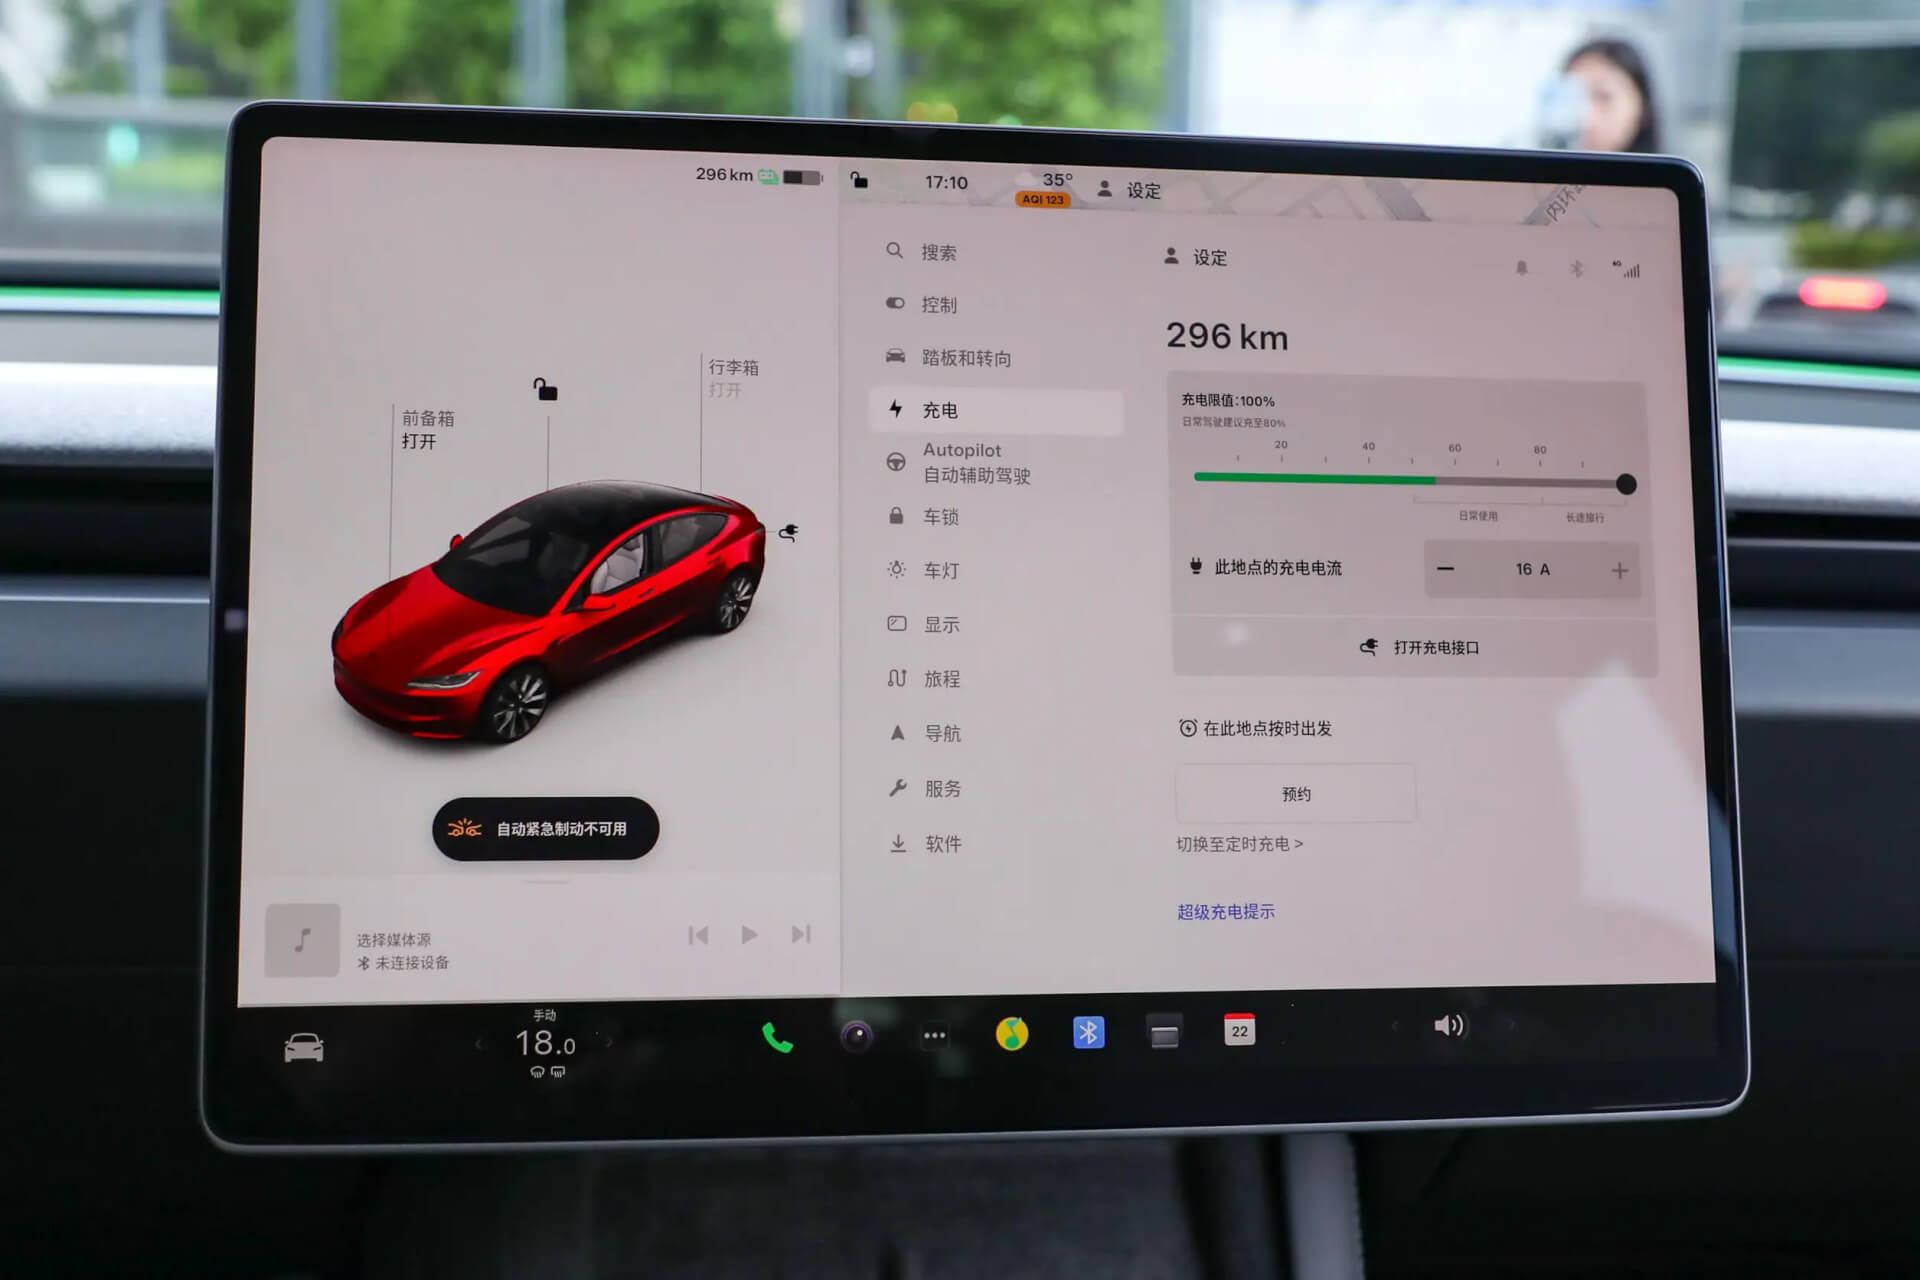 296 km
17:10
35°
AQI 123
设定
内环
行李箱
打开
前备箱
打开
自动紧急制动不可用
选择媒体源
未连接设备
搜索
控制
踏板和转向
充电
Autopilot
自动辅助驾驶
车锁
车灯
显示
旅程
导航
服务
软件
设定
4G
296 km
充电限值:100%
日常驾驶建议充至80%
20 40 60 80
日常使用 长途旅行
此地点的充电电流
− 16 A +
打开充电接口
在此地点按时出发
预约
切换至定时充电 >
超级充电提示
手动
18.0
22